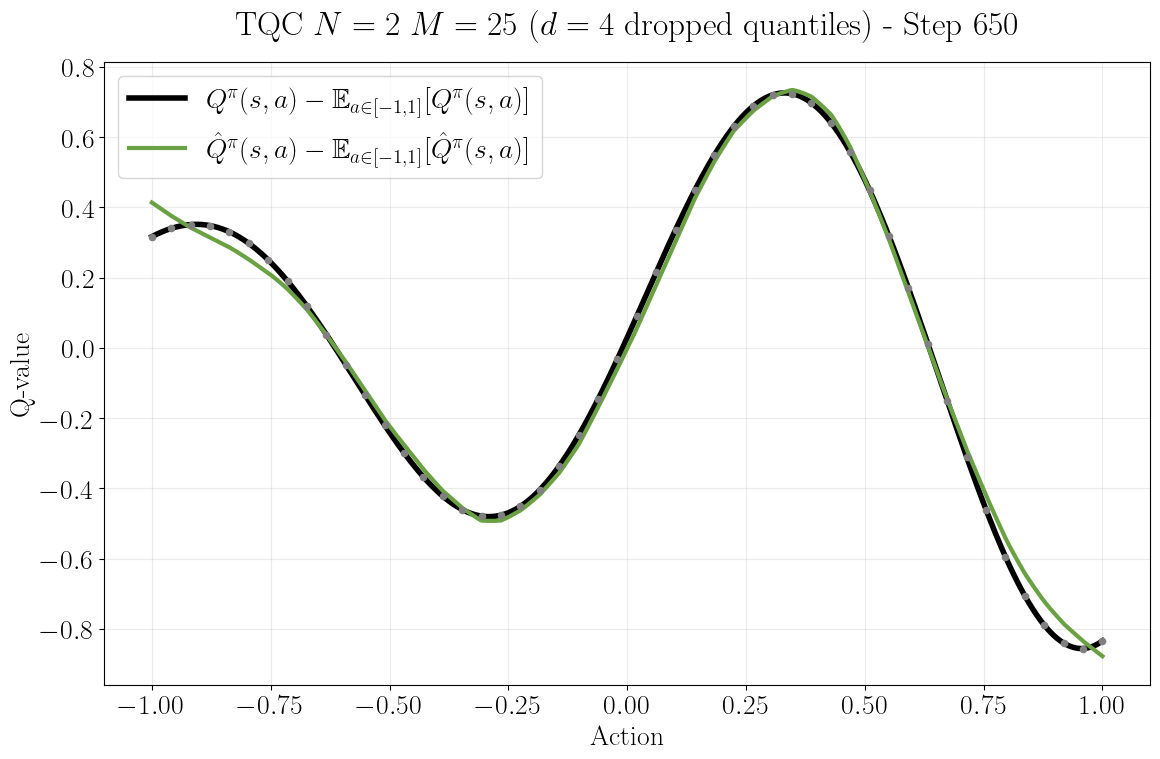 TQC N = 2 M = 25 (d = 4 dropped quantiles) - Step 650
Q^π(s, a) − 𝔼_{a∈[−1,1]}[Q^π(s, a)]
Q̂^π(s, a) − 𝔼_{a∈[−1,1]}[Q̂^π(s, a)]
0.8
0.6
0.4
0.2
0.0
−0.2
−0.4
−0.6
−0.8
Q-value
−1.00 −0.75 −0.50 −0.25 0.00 0.25 0.50 0.75 1.00
Action